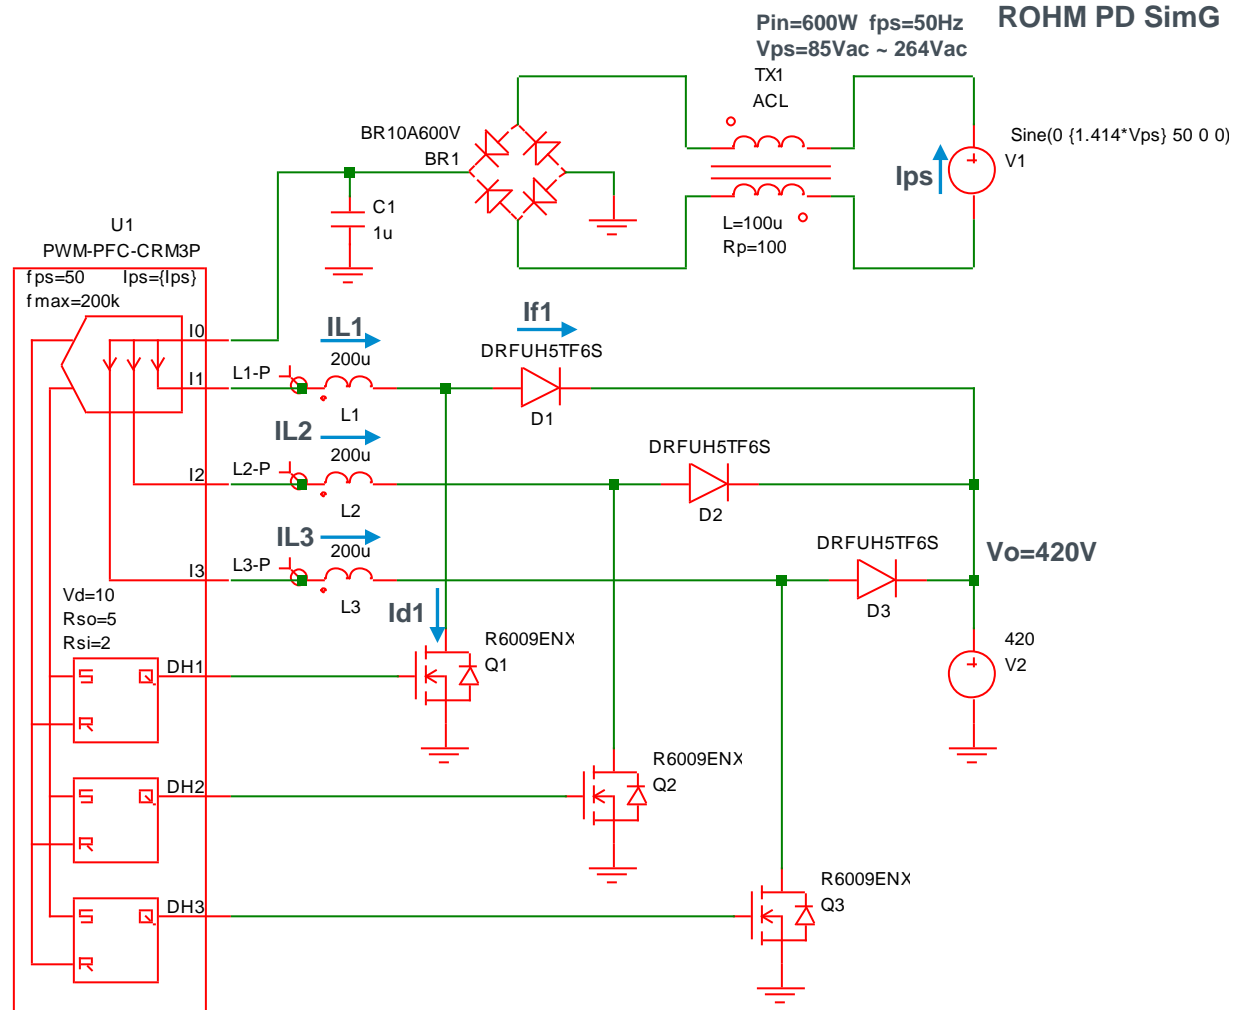 ROHM PD SimG
Pin=600W fps=50Hz
Vps=85Vac ~ 264Vac
TX1
ACL
BR10A600V
BR1
Sine(0 {1.414*Vps} 50 0 0)
V1
Ips
C1
1u
L=100u
Rp=100
U1
PWM-PFC-CRM3P
fps=50 Ips={Ips}
fmax=200k
I0
IL1
If1
200u
DRFUH5TF6S
L1-P
I1
L1
D1
IL2
200u
DRFUH5TF6S
L2-P
I2
L2
D2
IL3
200u
DRFUH5TF6S
Vo=420V
L3-P
I3
L3
D3
Vd=10
Rso=5
Rsi=2
Id1
R6009ENX
Q1
420
V2
S Q DH1
R
R6009ENX
Q2
S Q DH2
R
R6009ENX
Q3
S Q DH3
R